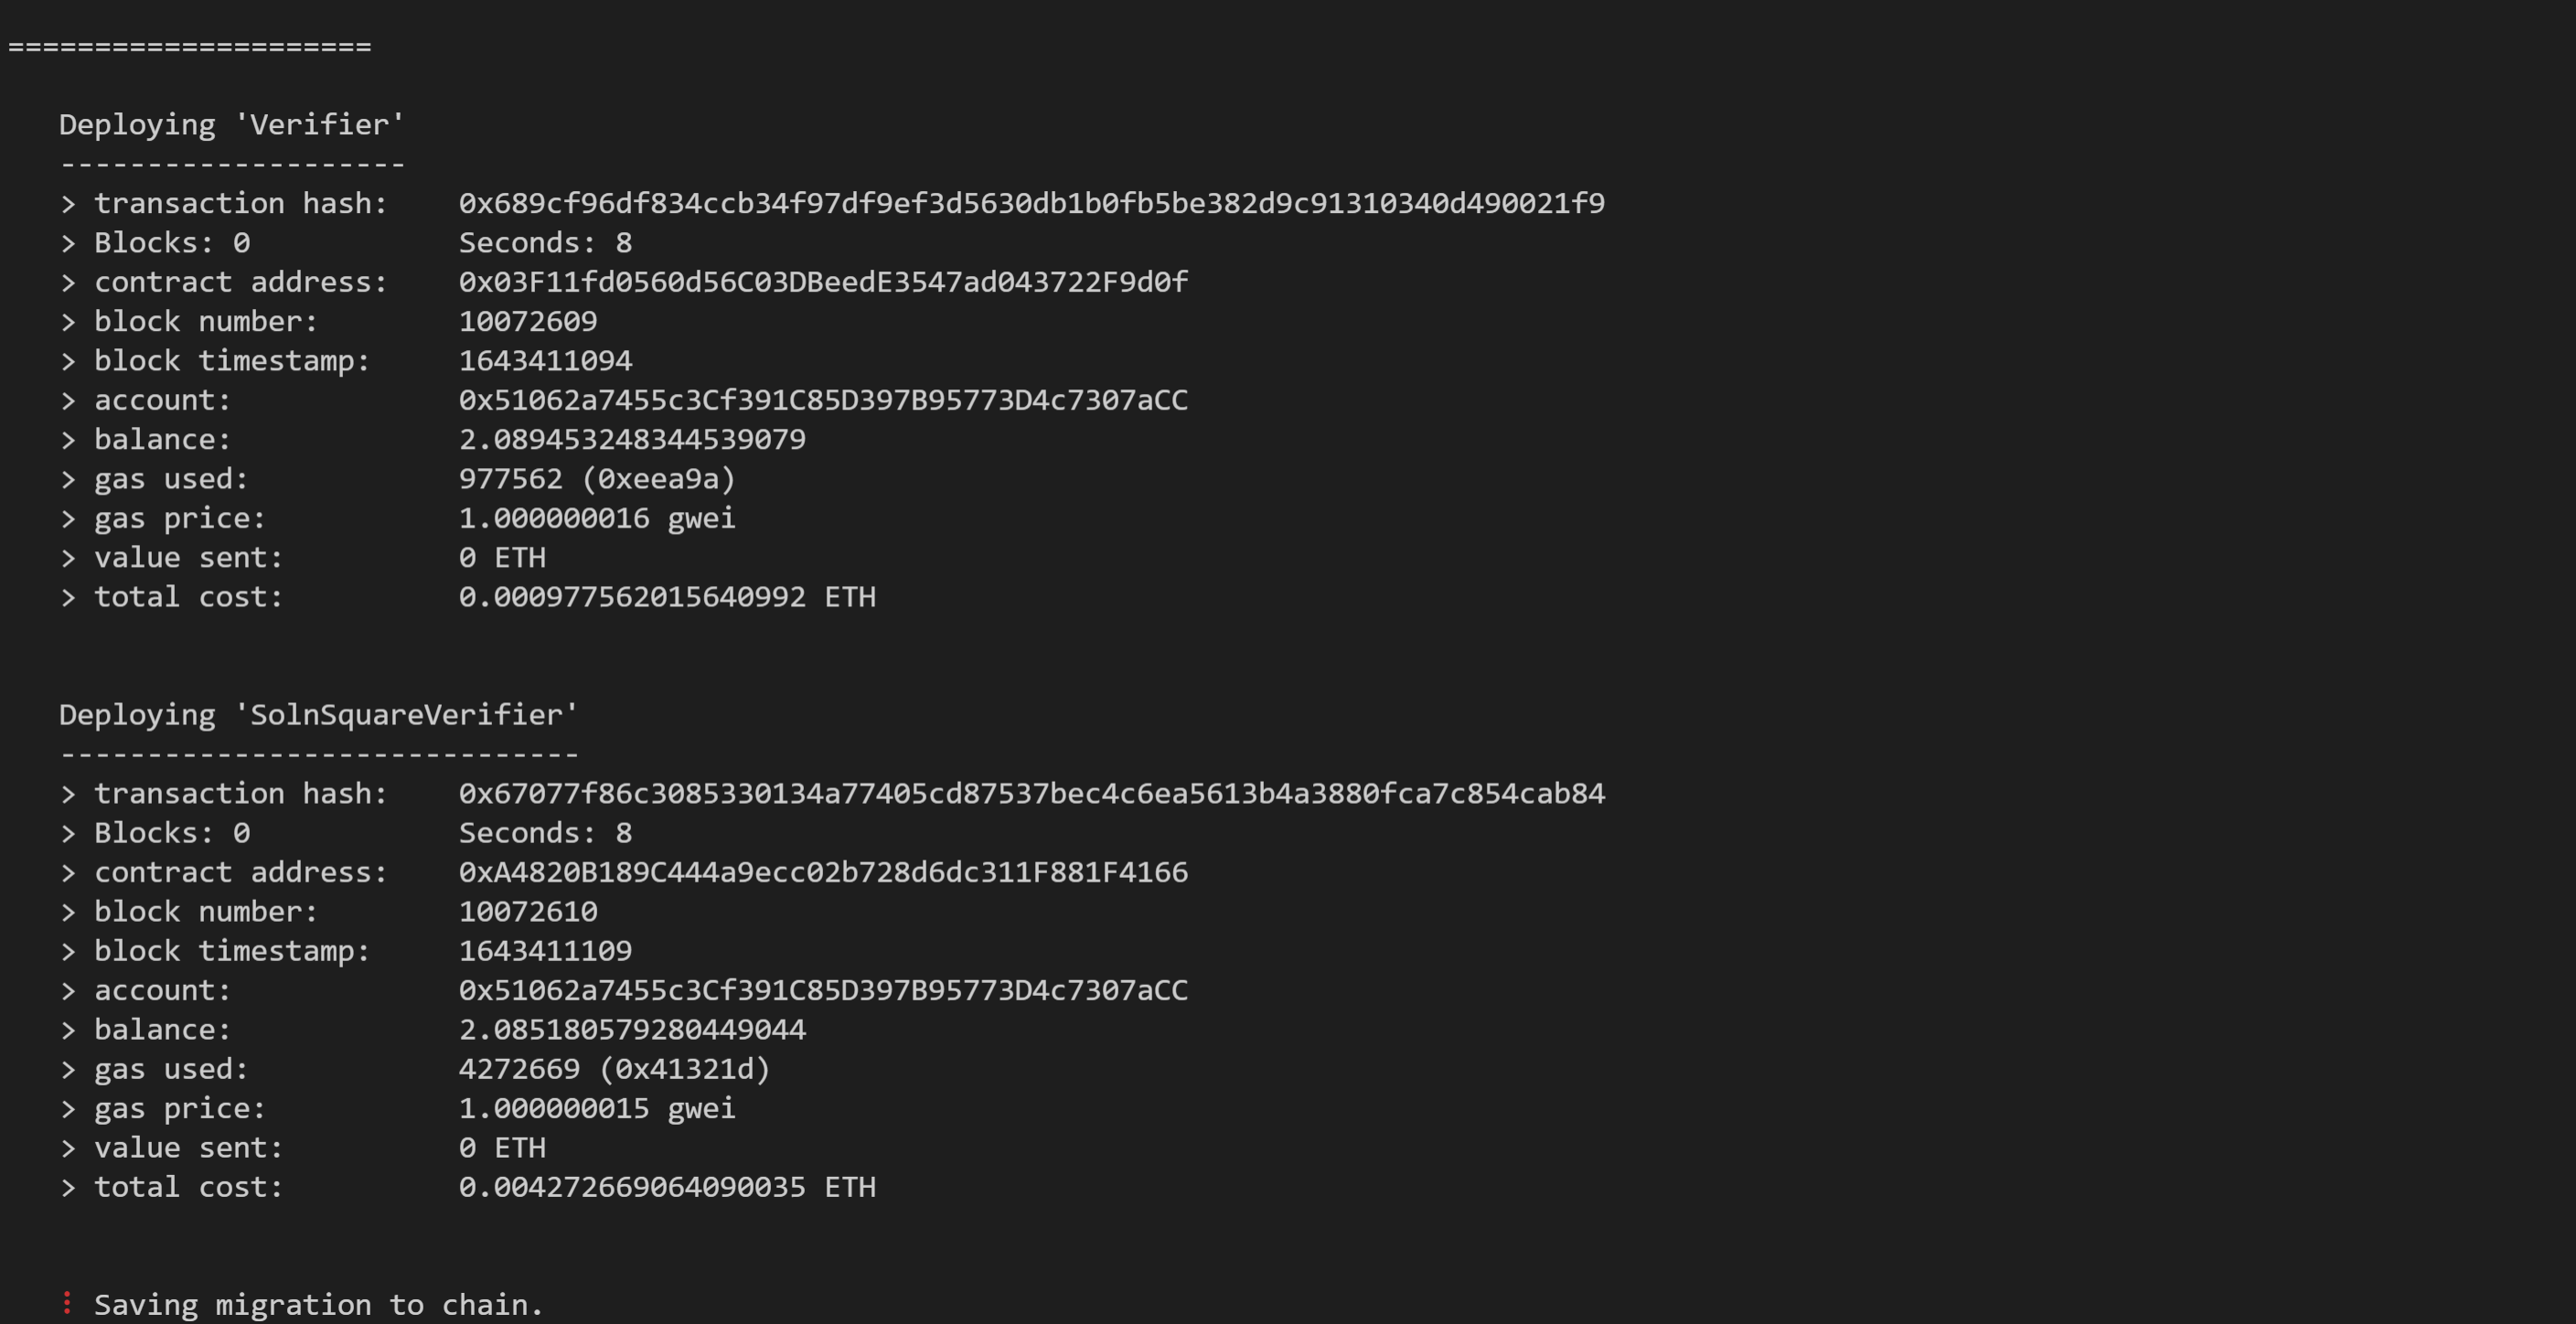 =====================
Deploying 'Verifier'
--------------------
> transaction hash:    0x689cf96df834ccb34f97df9ef3d5630db1b0fb5be382d9c91310340d490021f9
> Blocks: 0            Seconds: 8
> contract address:    0x03F11fd0560d56C03DBeedE3547ad043722F9d0f
> block number:        10072609
> block timestamp:     1643411094
> account:             0x51062a7455c3Cf391C85D397B95773D4c7307aCC
> balance:             2.089453248344539079
> gas used:            977562 (0xeea9a)
> gas price:           1.000000016 gwei
> value sent:          0 ETH
> total cost:          0.000977562015640992 ETH
Deploying 'SolnSquareVerifier'
------------------------------
> transaction hash:    0x67077f86c3085330134a77405cd87537bec4c6ea5613b4a3880fca7c854cab84
> Blocks: 0            Seconds: 8
> contract address:    0xA4820B189C444a9ecc02b728d6dc311F881F4166
> block number:        10072610
> block timestamp:     1643411109
> account:             0x51062a7455c3Cf391C85D397B95773D4c7307aCC
> balance:             2.085180579280449044
> gas used:            4272669 (0x41321d)
> gas price:           1.000000015 gwei
> value sent:          0 ETH
> total cost:          0.004272669064090035 ETH
Saving migration to chain.